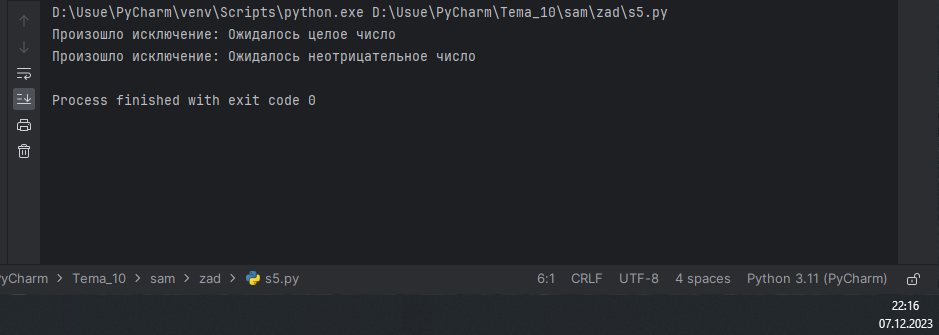 D:\Usue\PyCharm\venv\Scripts\python.exe D:\Usue\PyCharm\Tema_10\sam\zad\s5.py
Произошло исключение: Ожидалось целое число
Произошло исключение: Ожидалось неотрицательное число
Process finished with exit code 0
yCharm > Tema_10 > sam > zad > s5.py 6:1 CRLF UTF-8 4 spaces Python 3.11 (PyCharm)
22:16
07.12.2023